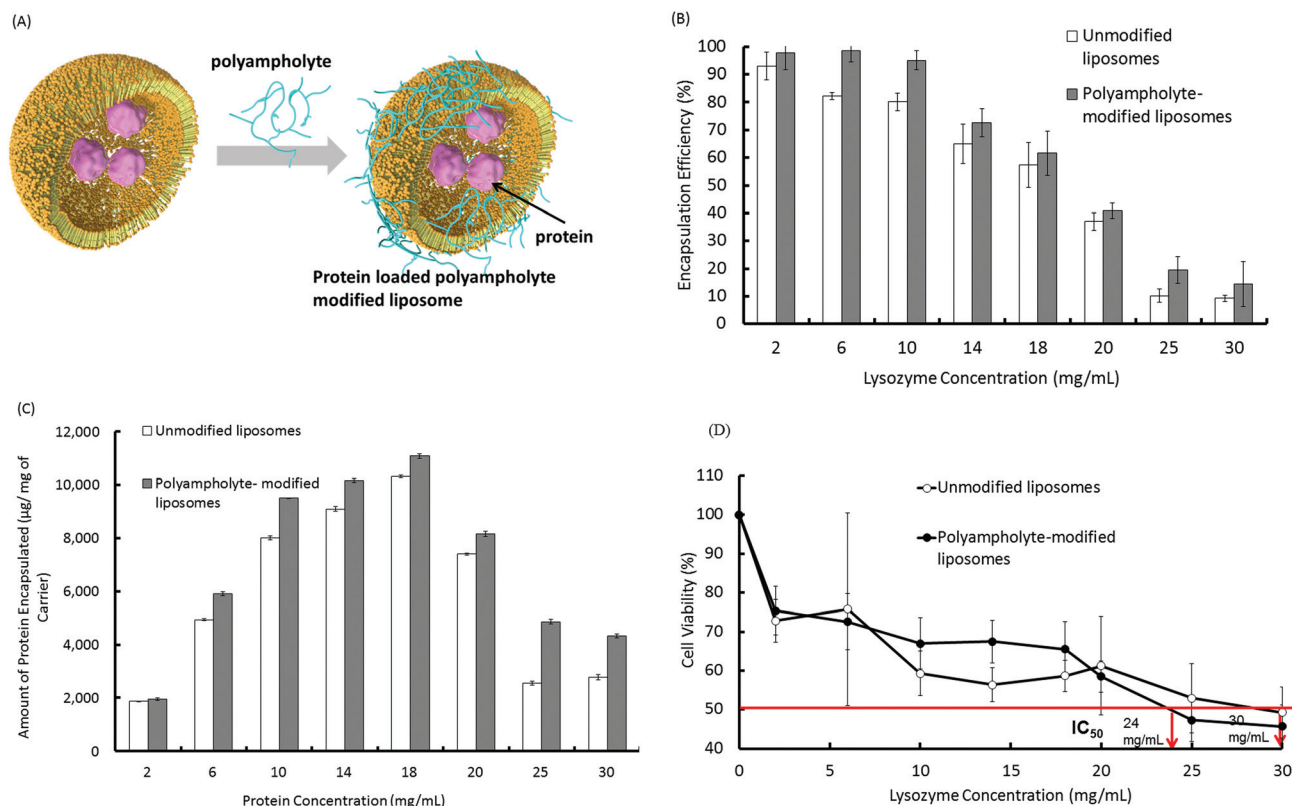 (A)
polyampholyte
protein
Protein loaded polyampholyte
modified liposome
(B)
Unmodified
liposomes
Polyampholyte-
modified liposomes
Encapsulation Efficiency (%)
100
90
80
70
60
50
40
30
20
10
0
2 6 10 14 18 20 25 30
Lysozyme Concentration (mg/mL)
(C)
Unmodified liposomes
Polyampholyte- modified
liposomes
Amount of Protein Encapsulated (µg/ mg of
Carrier)
12,000
10,000
8,000
6,000
4,000
2,000
0
2 6 10 14 18 20 25 30
Protein Concentration (mg/mL)
(D)
Unmodified liposomes
Polyampholyte-modified
liposomes
Cell Viability (%)
110
100
90
80
70
60
50
40
IC50
24
mg/mL
30
mg/mL
0 5 10 15 20 25 30
Lysozyme Concentration (mg/mL)